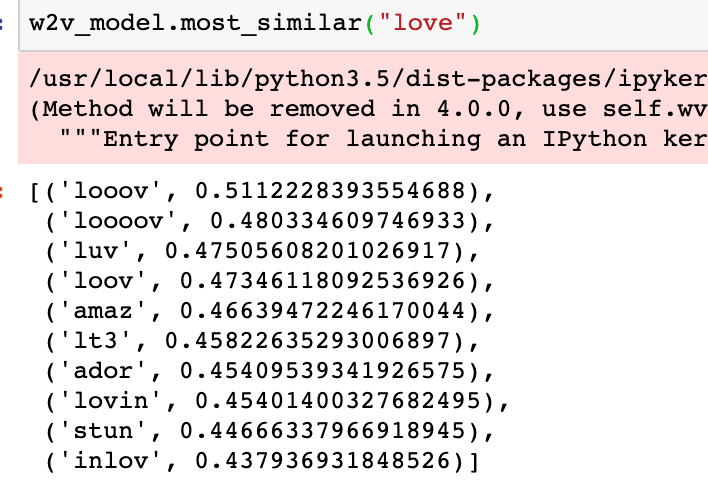 w2v_model.most_similar("love")
/usr/local/lib/python3.5/dist-packages/ipyker
(Method will be removed in 4.0.0, use self.wv
"""Entry point for launching an IPython ker
[('looov', 0.5112228393554688),
('loooov', 0.480334609746933),
('luv', 0.47505608201026917),
('loov', 0.47346118092536926),
('amaz', 0.46639472246170044),
('lt3', 0.45822635293006897),
('ador', 0.45409539341926575),
('lovin', 0.45401400327682495),
('stun', 0.44666337966918945),
('inlov', 0.437936931848526)]